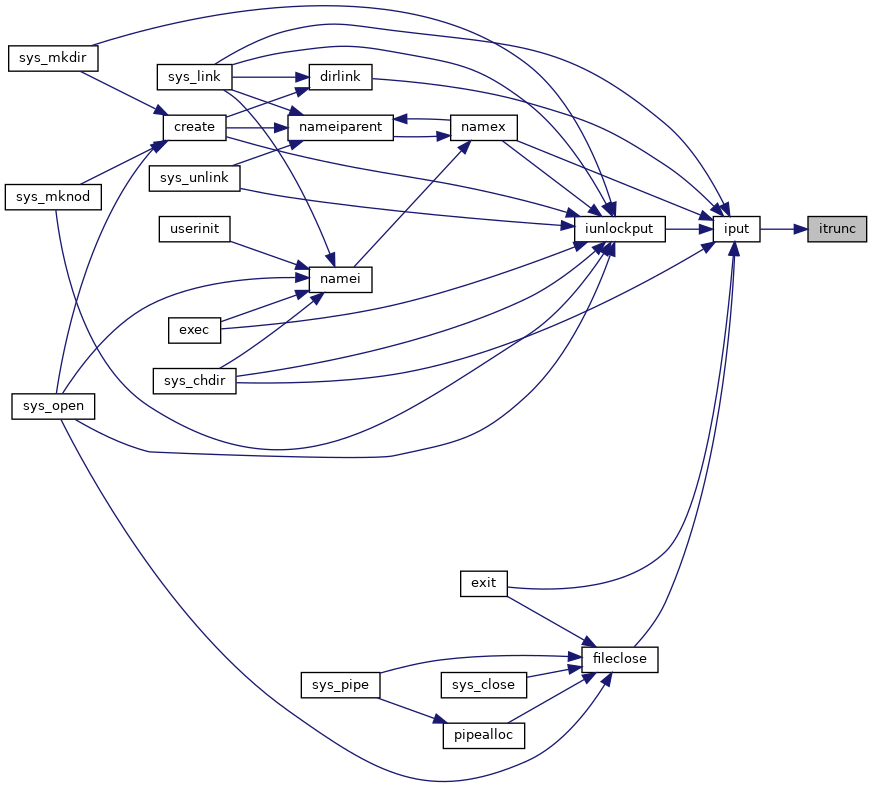 sys_mkdir
sys_link
dirlink
create
nameiparent
namex
sys_unlink
sys_mknod
userinit
iunlockput
iput
itrunc
namei
exec
sys_chdir
sys_open
exit
fileclose
sys_pipe
sys_close
pipealloc